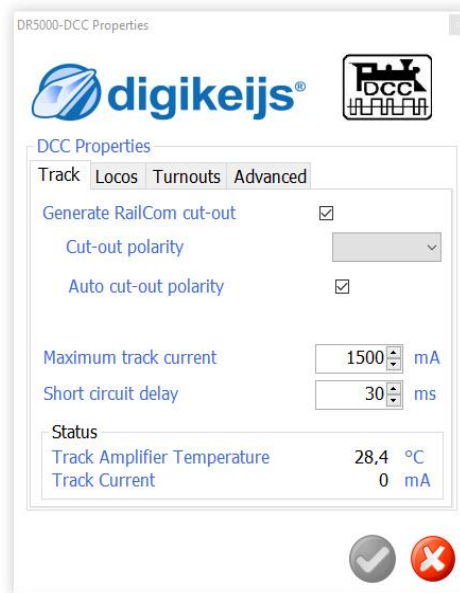 DR5000-DCC Properties
digikeijs®
DCC
DCC Properties
Track Locos Turnouts Advanced
Generate RailCom cut-out
Cut-out polarity
Auto cut-out polarity
Maximum track current 1500 mA
Short circuit delay 30 ms
Status
Track Amplifier Temperature 28,4 °C
Track Current 0 mA